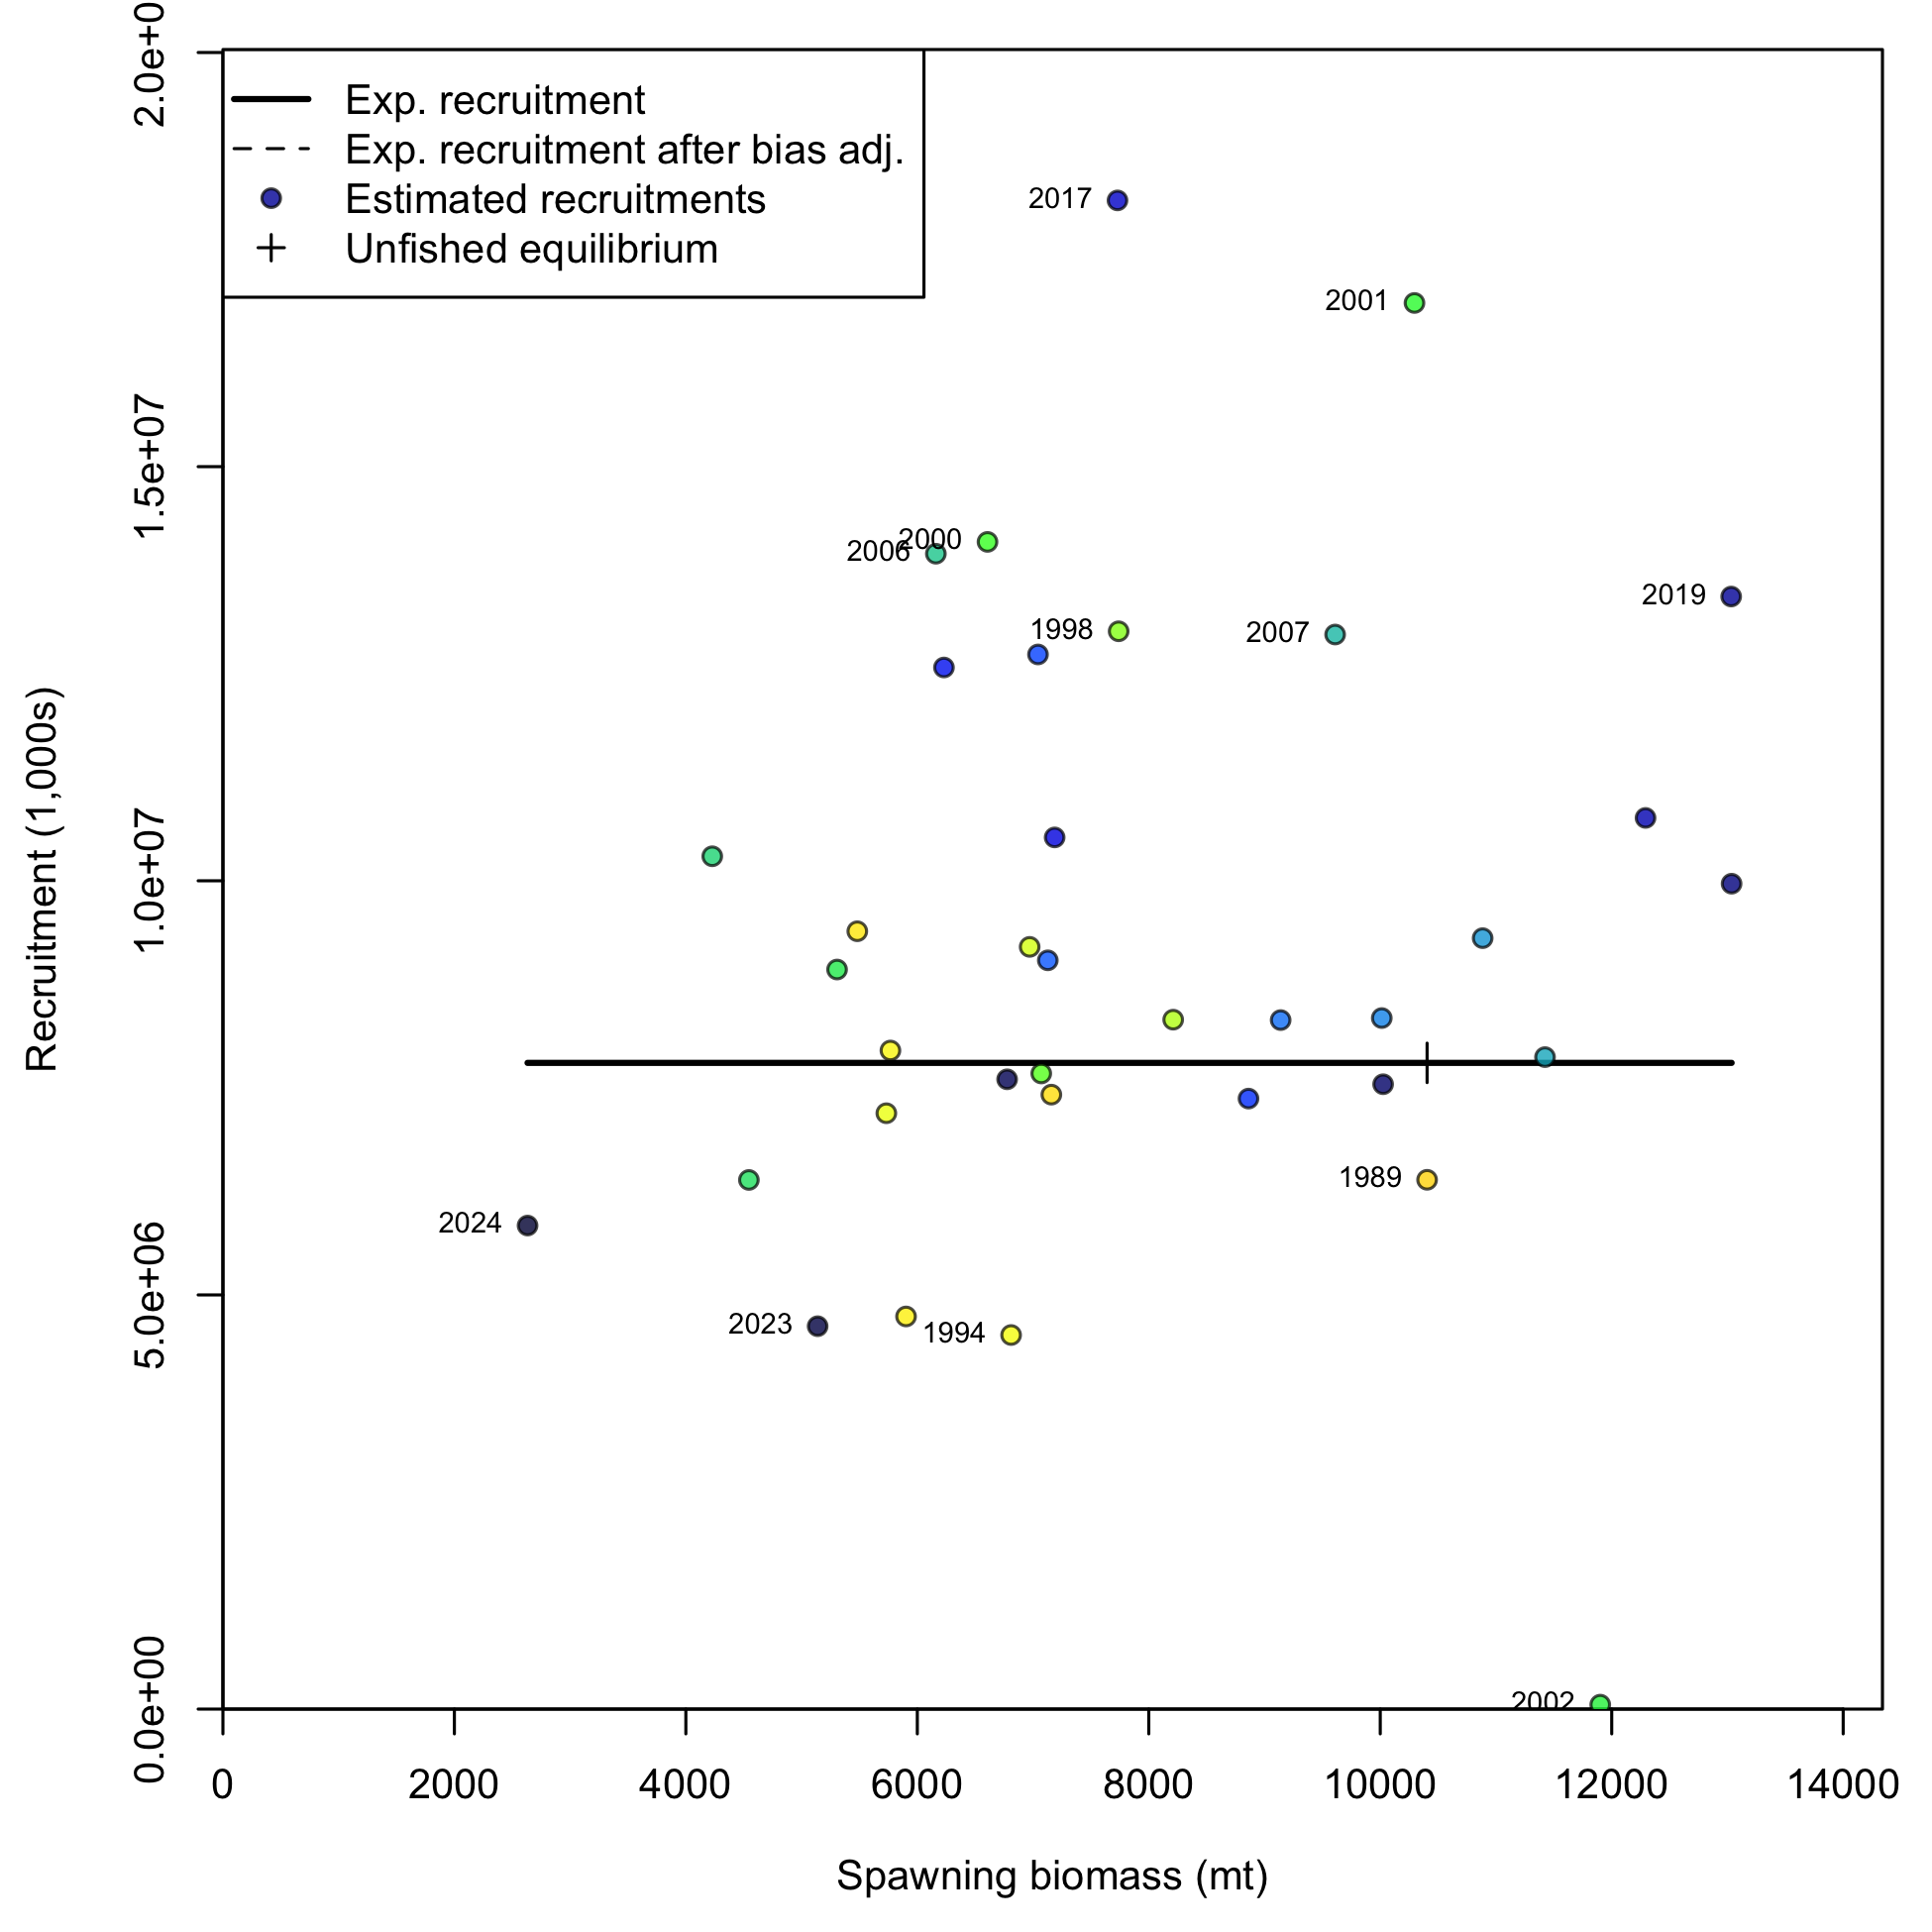 Exp. recruitment
Exp. recruitment after bias adj.
Estimated recruitments
Unfished equilibrium
2017
2001
2000
2006
2019
1998
2007
1989
2024
2023
1994
2002
Recruitment (1,000s)
2.0e+0
1.5e+07
1.0e+07
5.0e+06
0.0e+00
0 2000 4000 6000 8000 10000 12000 14000
Spawning biomass (mt)